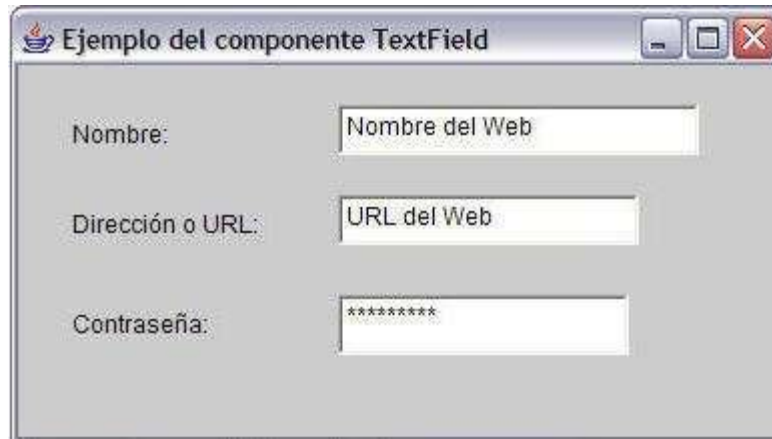 Ejemplo del componente TextField
Nombre: Nombre del Web
Dirección o URL: URL del Web
Contraseña: *********